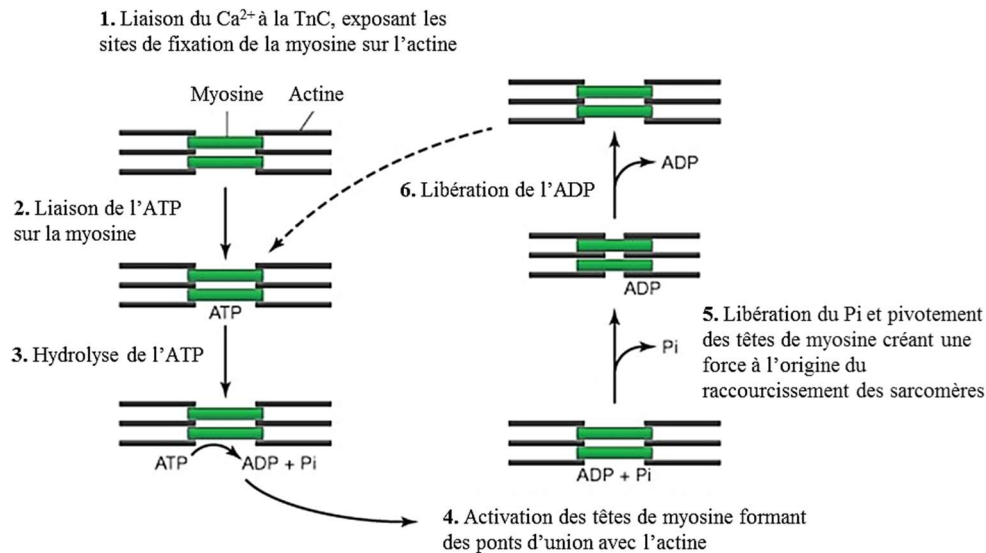 1. Liaison du Ca²⁺ à la TnC, exposant les
sites de fixation de la myosine sur l’actine
Myosine Actine
2. Liaison de l’ATP
sur la myosine
ATP
3. Hydrolyse de l’ATP
ATP ADP + Pi
4. Activation des têtes de myosine formant
des ponts d’union avec l’actine
ADP + Pi
5. Libération du Pi et pivotement
des têtes de myosine créant une
force à l’origine du
raccourcissement des sarcomères
Pi
ADP
6. Libération de l’ADP
ADP